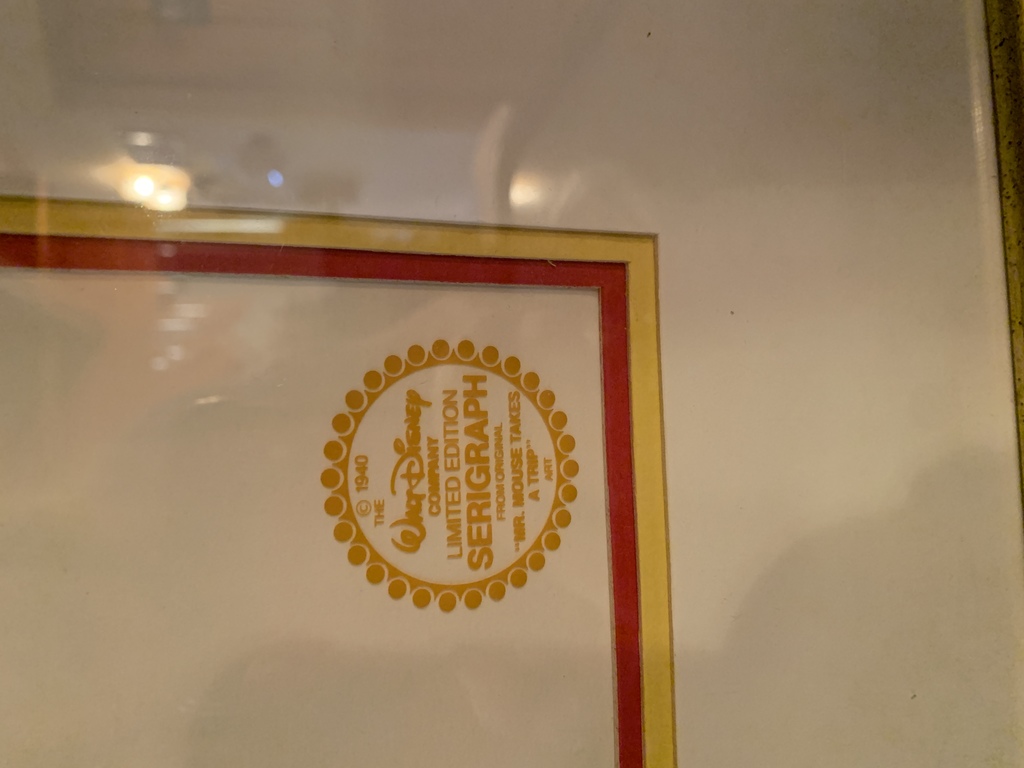 © 1940
THE
Walt Disney
COMPANY
LIMITED EDITION
SERIGRAPH
FROM ORIGINAL
"MR. MOUSE TAKES
A TRIP"
ART